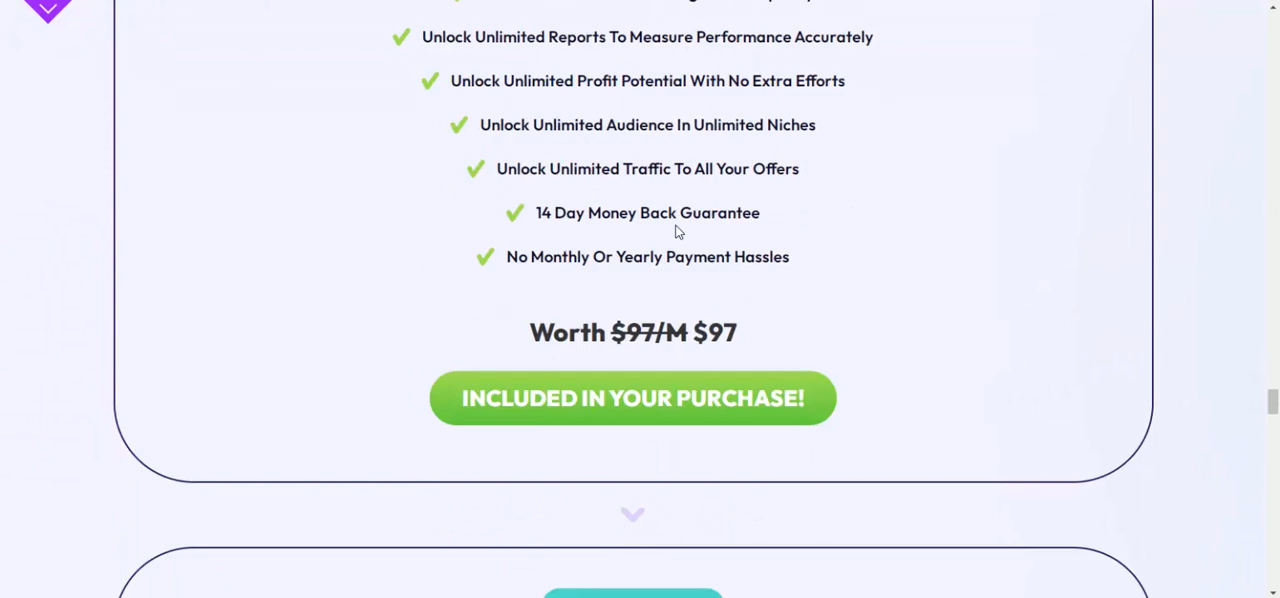 Unlock Unlimited Reports To Measure Performance Accurately
Unlock Unlimited Profit Potential With No Extra Efforts
Unlock Unlimited Audience In Unlimited Niches
Unlock Unlimited Traffic To All Your Offers
14 Day Money Back Guarantee
No Monthly Or Yearly Payment Hassles
Worth $97/M $97
INCLUDED IN YOUR PURCHASE!